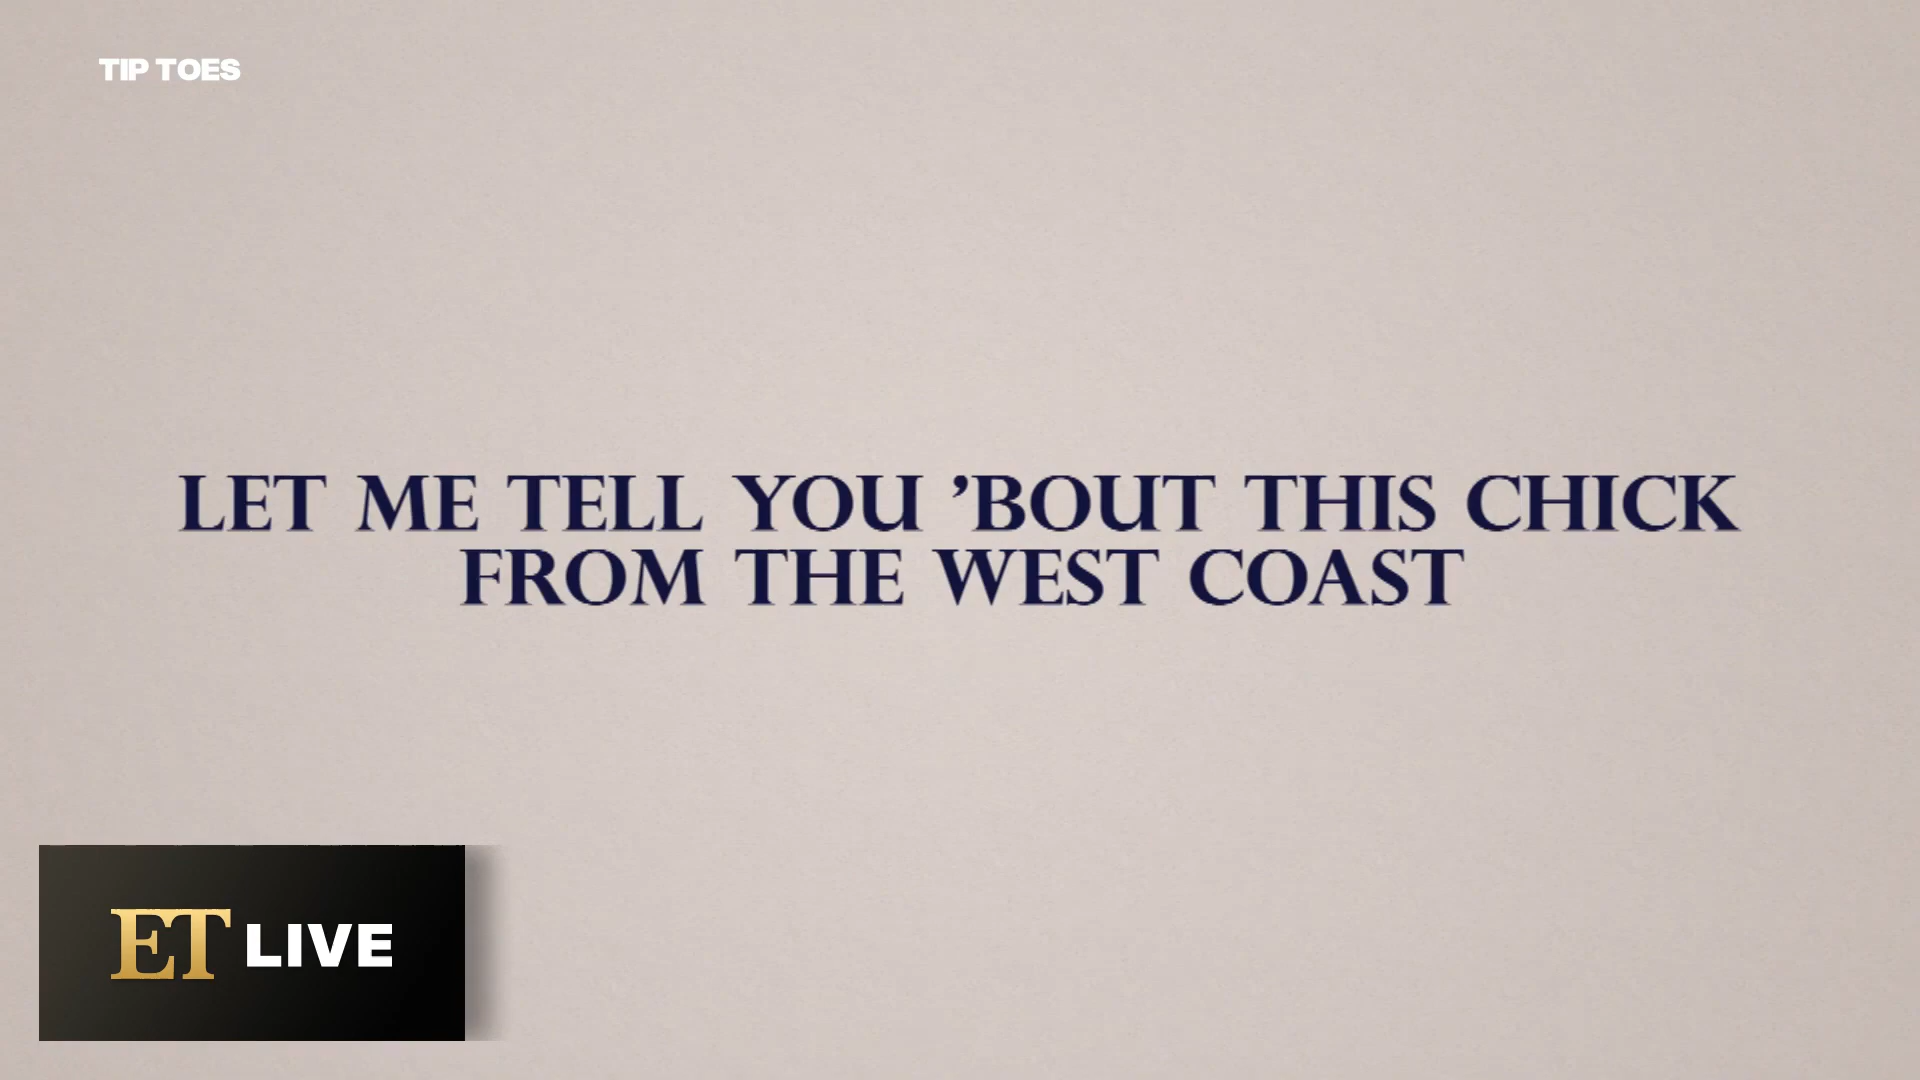 TIP TOES
LET ME TELL YOU ’BOUT THIS CHICK
FROM THE WEST COAST
ET LIVE